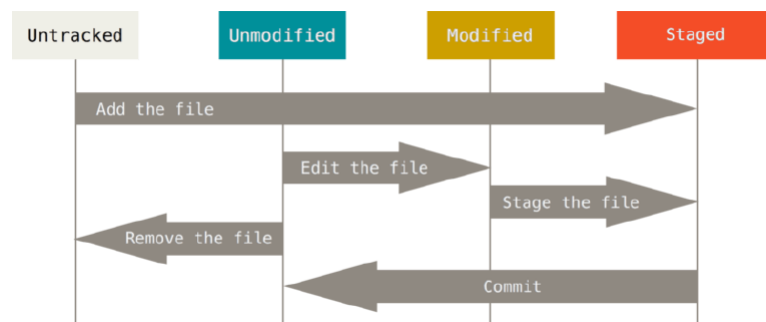 Untracked
Unmodified
Modified
Staged
Add the file
Edit the file
Stage the file
Remove the file
Commit